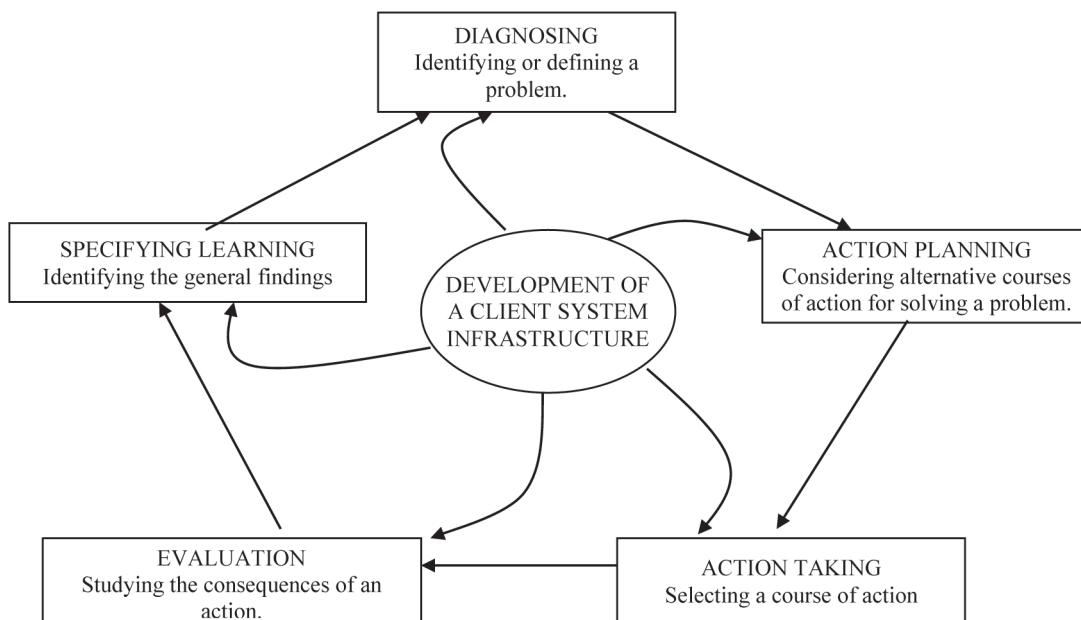 DIAGNOSING
Identifying or defining a
problem.
SPECIFYING LEARNING
Identifying the general findings
DEVELOPMENT OF
A CLIENT SYSTEM
INFRASTRUCTURE
ACTION PLANNING
Considering alternative courses
of action for solving a problem.
EVALUATION
Studying the consequences of an
action.
ACTION TAKING
Selecting a course of action